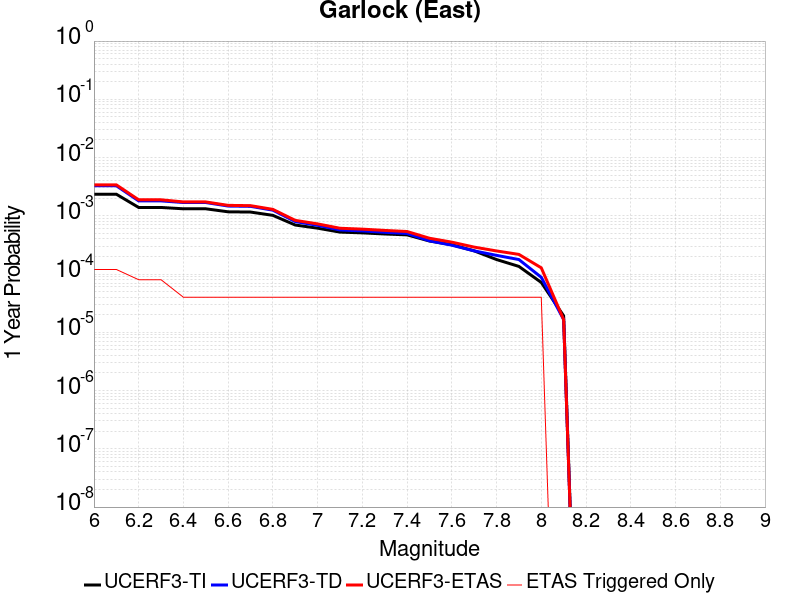 Garlock (East)
10^0
10^-1
10^-2
10^-3
10^-4
10^-5
10^-6
10^-7
10^-8
1 Year Probability
6 6.2 6.4 6.6 6.8 7 7.2 7.4 7.6 7.8 8 8.2 8.4 8.6 8.8 9
Magnitude
UCERF3-TI UCERF3-TD UCERF3-ETAS ETAS Triggered Only